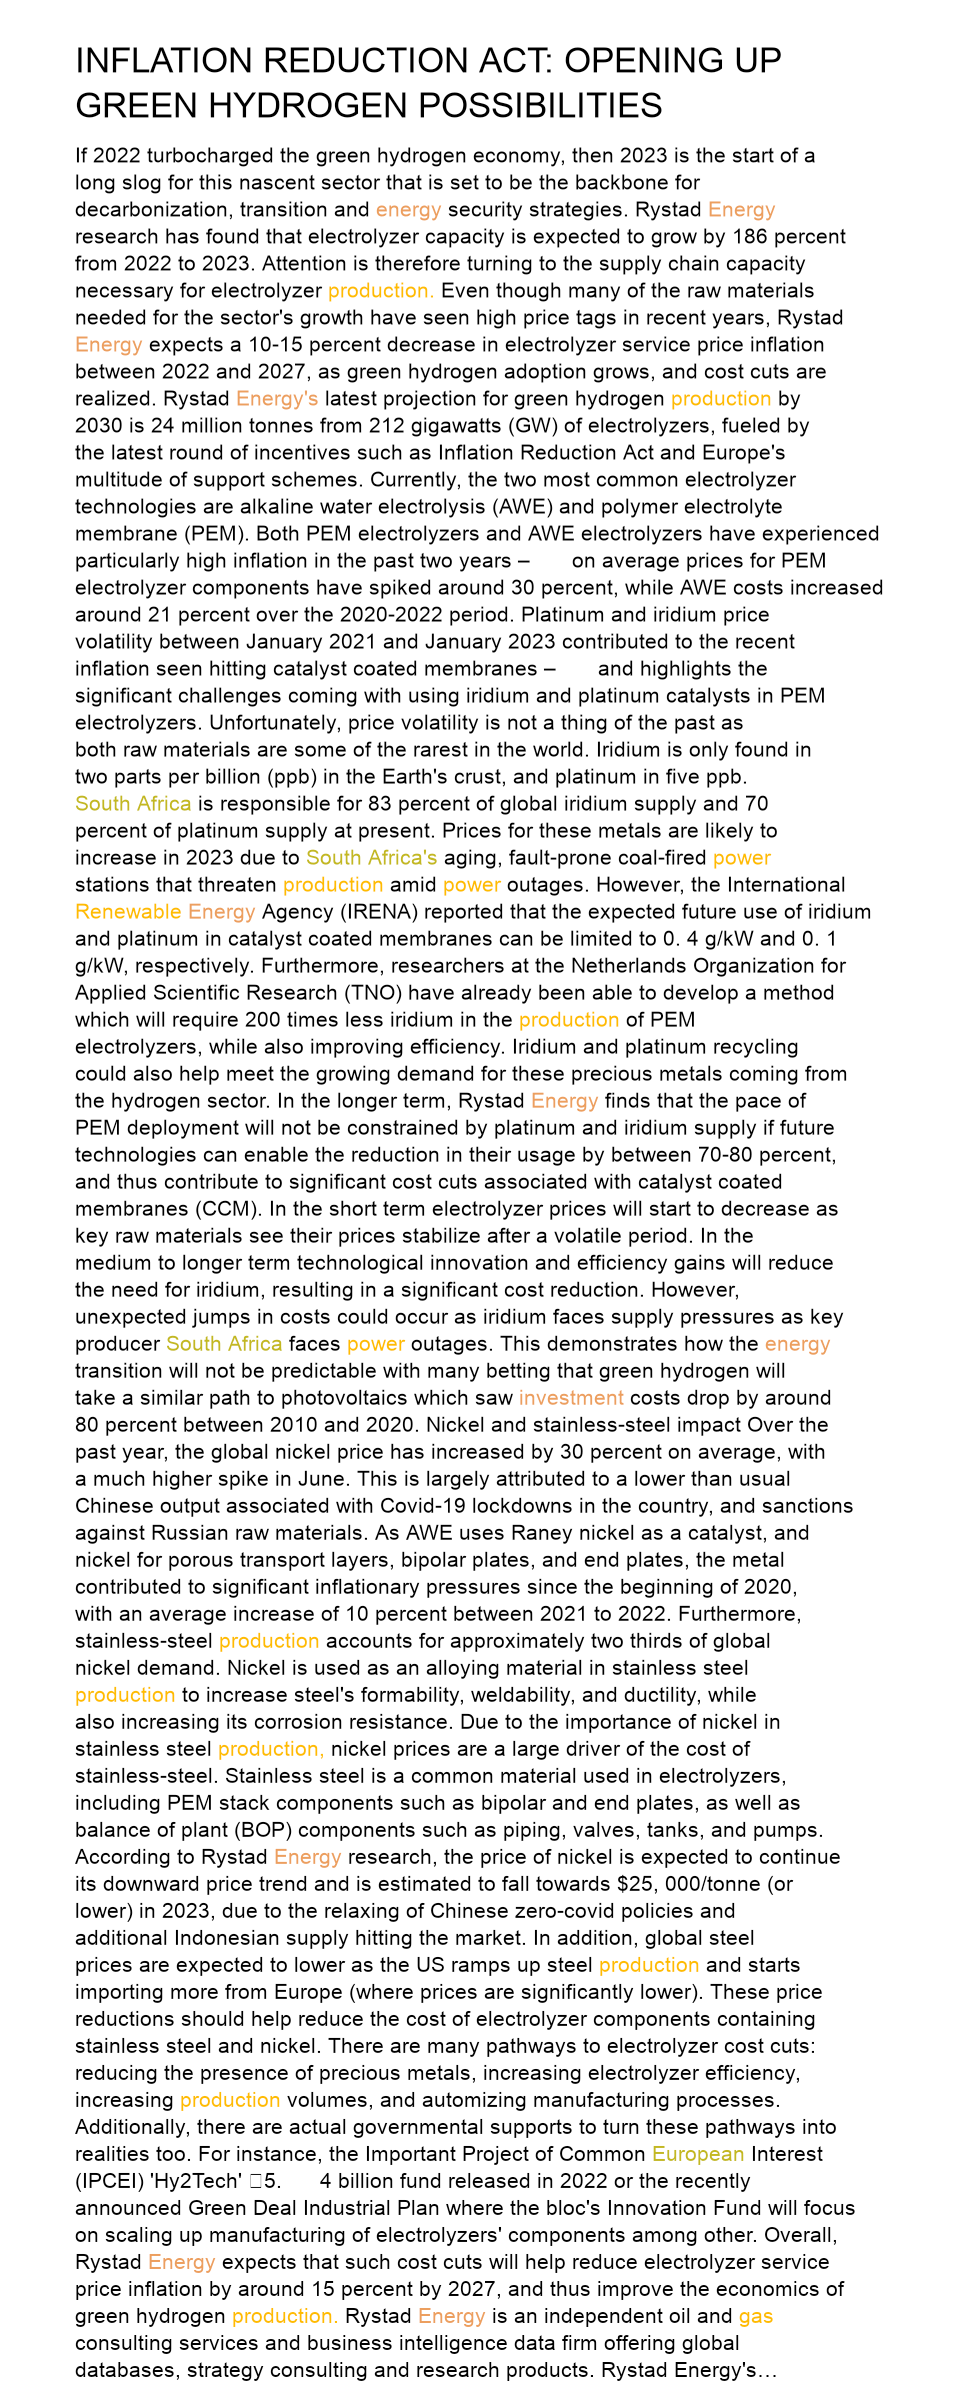 INFLATION REDUCTION ACT: OPENING UP
GREEN HYDROGEN POSSIBILITIES
If 2022 turbocharged the green hydrogen economy, then 2023 is the start of a
long slog for this nascent sector that is set to be the backbone for
decarbonization, transition and energy security strategies. Rystad Energy
research has found that electrolyzer capacity is expected to grow by 186 percent
from 2022 to 2023. Attention is therefore turning to the supply chain capacity
necessary for electrolyzer production. Even though many of the raw materials
needed for the sector's growth have seen high price tags in recent years, Rystad
Energy expects a 10-15 percent decrease in electrolyzer service price inflation
between 2022 and 2027, as green hydrogen adoption grows, and cost cuts are
realized. Rystad Energy's latest projection for green hydrogen production by
2030 is 24 million tonnes from 212 gigawatts (GW) of electrolyzers, fueled by
the latest round of incentives such as Inflation Reduction Act and Europe's
multitude of support schemes. Currently, the two most common electrolyzer
technologies are alkaline water electrolysis (AWE) and polymer electrolyte
membrane (PEM). Both PEM electrolyzers and AWE electrolyzers have experienced
particularly high inflation in the past two years – on average prices for PEM
electrolyzer components have spiked around 30 percent, while AWE costs increased
around 21 percent over the 2020-2022 period. Platinum and iridium price
volatility between January 2021 and January 2023 contributed to the recent
inflation seen hitting catalyst coated membranes – and highlights the
significant challenges coming with using iridium and platinum catalysts in PEM
electrolyzers. Unfortunately, price volatility is not a thing of the past as
both raw materials are some of the rarest in the world. Iridium is only found in
two parts per billion (ppb) in the Earth's crust, and platinum in five ppb.
South Africa is responsible for 83 percent of global iridium supply and 70
percent of platinum supply at present. Prices for these metals are likely to
increase in 2023 due to South Africa's aging, fault-prone coal-fired power
stations that threaten production amid power outages. However, the International
Renewable Energy Agency (IRENA) reported that the expected future use of iridium
and platinum in catalyst coated membranes can be limited to 0. 4 g/kW and 0. 1
g/kW, respectively. Furthermore, researchers at the Netherlands Organization for
Applied Scientific Research (TNO) have already been able to develop a method
which will require 200 times less iridium in the production of PEM
electrolyzers, while also improving efficiency. Iridium and platinum recycling
could also help meet the growing demand for these precious metals coming from
the hydrogen sector. In the longer term, Rystad Energy finds that the pace of
PEM deployment will not be constrained by platinum and iridium supply if future
technologies can enable the reduction in their usage by between 70-80 percent,
and thus contribute to significant cost cuts associated with catalyst coated
membranes (CCM). In the short term electrolyzer prices will start to decrease as
key raw materials see their prices stabilize after a volatile period. In the
medium to longer term technological innovation and efficiency gains will reduce
the need for iridium, resulting in a significant cost reduction. However,
unexpected jumps in costs could occur as iridium faces supply pressures as key
producer South Africa faces power outages. This demonstrates how the energy
transition will not be predictable with many betting that green hydrogen will
take a similar path to photovoltaics which saw investment costs drop by around
80 percent between 2010 and 2020. Nickel and stainless-steel impact Over the
past year, the global nickel price has increased by 30 percent on average, with
a much higher spike in June. This is largely attributed to a lower than usual
Chinese output associated with Covid-19 lockdowns in the country, and sanctions
against Russian raw materials. As AWE uses Raney nickel as a catalyst, and
nickel for porous transport layers, bipolar plates, and end plates, the metal
contributed to significant inflationary pressures since the beginning of 2020,
with an average increase of 10 percent between 2021 to 2022. Furthermore,
stainless-steel production accounts for approximately two thirds of global
nickel demand. Nickel is used as an alloying material in stainless steel
production to increase steel's formability, weldability, and ductility, while
also increasing its corrosion resistance. Due to the importance of nickel in
stainless steel production, nickel prices are a large driver of the cost of
stainless-steel. Stainless steel is a common material used in electrolyzers,
including PEM stack components such as bipolar and end plates, as well as
balance of plant (BOP) components such as piping, valves, tanks, and pumps.
According to Rystad Energy research, the price of nickel is expected to continue
its downward price trend and is estimated to fall towards $25, 000/tonne (or
lower) in 2023, due to the relaxing of Chinese zero-covid policies and
additional Indonesian supply hitting the market. In addition, global steel
prices are expected to lower as the US ramps up steel production and starts
importing more from Europe (where prices are significantly lower). These price
reductions should help reduce the cost of electrolyzer components containing
stainless steel and nickel. There are many pathways to electrolyzer cost cuts:
reducing the presence of precious metals, increasing electrolyzer efficiency,
increasing production volumes, and automizing manufacturing processes.
Additionally, there are actual governmental supports to turn these pathways into
realities too. For instance, the Important Project of Common European Interest
(IPCEI) 'Hy2Tech' □5. 4 billion fund released in 2022 or the recently
announced Green Deal Industrial Plan where the bloc's Innovation Fund will focus
on scaling up manufacturing of electrolyzers' components among other. Overall,
Rystad Energy expects that such cost cuts will help reduce electrolyzer service
price inflation by around 15 percent by 2027, and thus improve the economics of
green hydrogen production. Rystad Energy is an independent oil and gas
consulting services and business intelligence data firm offering global
databases, strategy consulting and research products. Rystad Energy's…